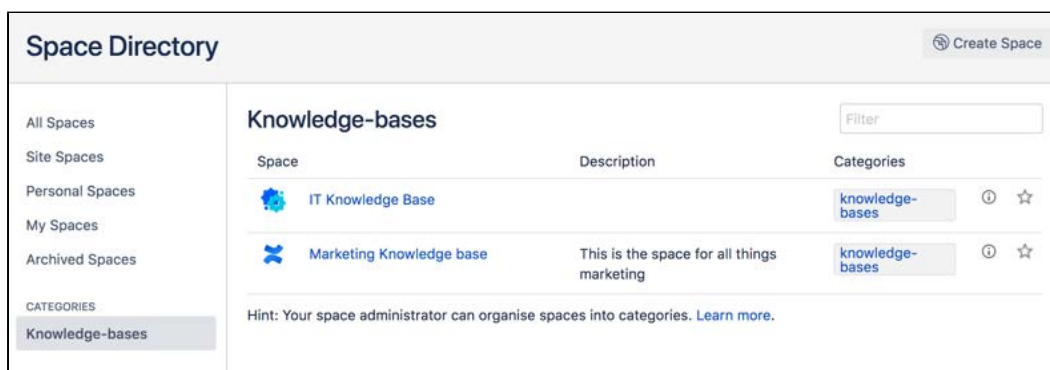 Space Directory
Create Space
All Spaces
Site Spaces
Personal Spaces
My Spaces
Archived Spaces
CATEGORIES
Knowledge-bases
Knowledge-bases
Filter
Space
Description
Categories
IT Knowledge Base
knowledge-
bases
Marketing Knowledge base
This is the space for all things
marketing
knowledge-
bases
Hint: Your space administrator can organise spaces into categories. Learn more.